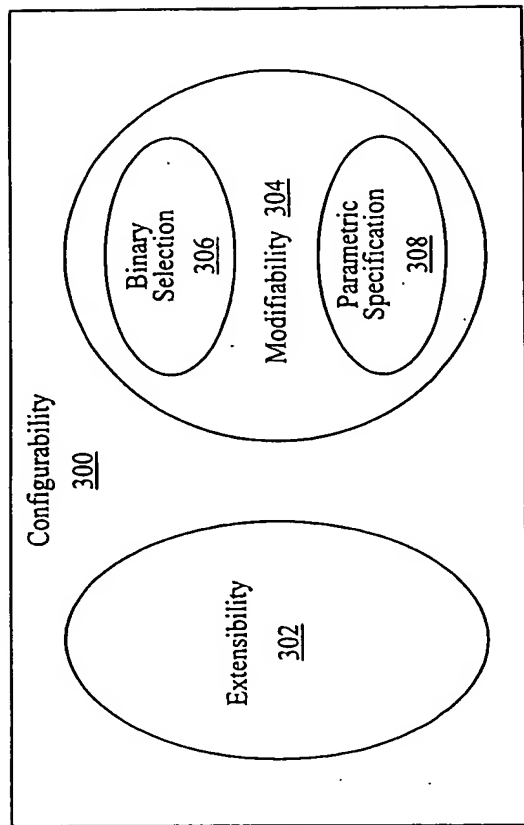 Configurability
300
Extensibility
302
Binary
Selection
306
Modifiability 304
Parametric
Specification
308